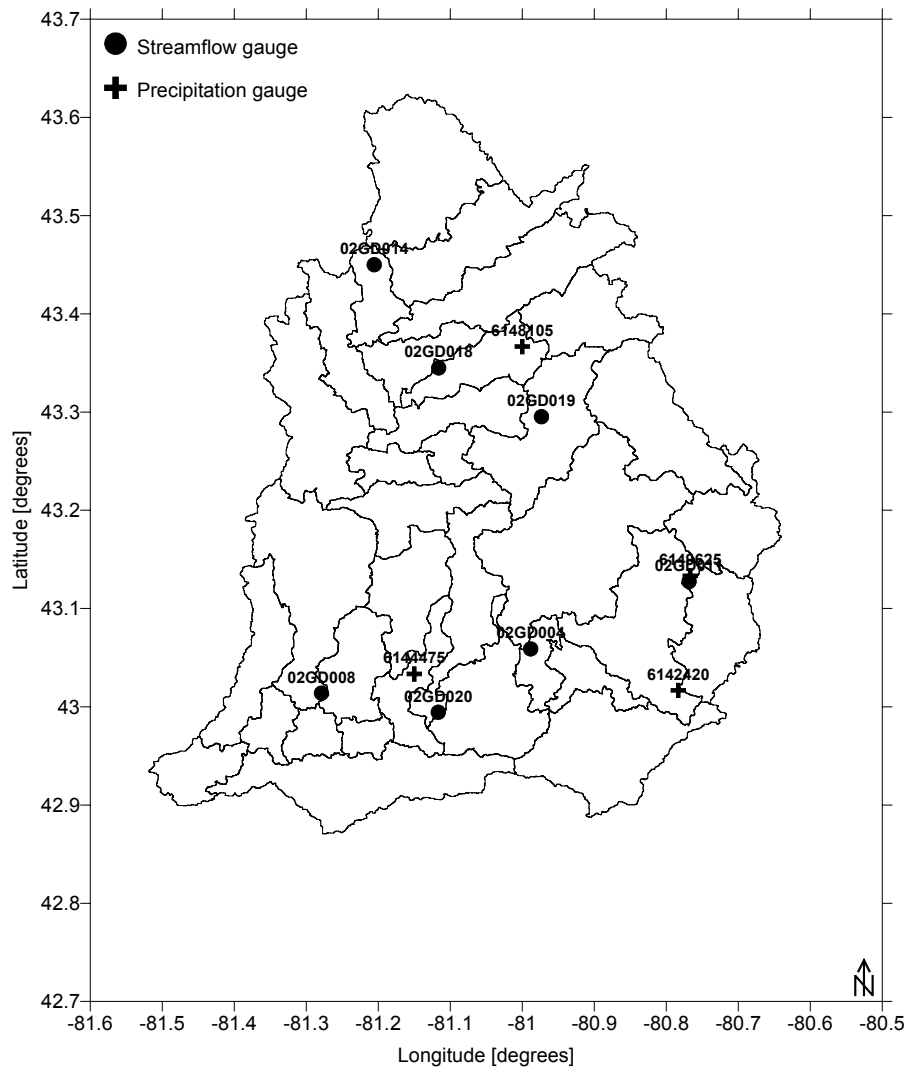 43.7
Streamflow gauge
Precipitation gauge
43.6
43.5
02GD014
43.4
6148105
02GD018
43.3
02GD019
43.2
6149625
02GD011
43.1
02GD004
6144475
6142420
02GD008
02GD020
43
42.9
42.8
42.7
N
-81.6 -81.5 -81.4 -81.3 -81.2 -81.1 -81 -80.9 -80.8 -80.7 -80.6 -80.5
Longitude [degrees]
Latitude [degrees]